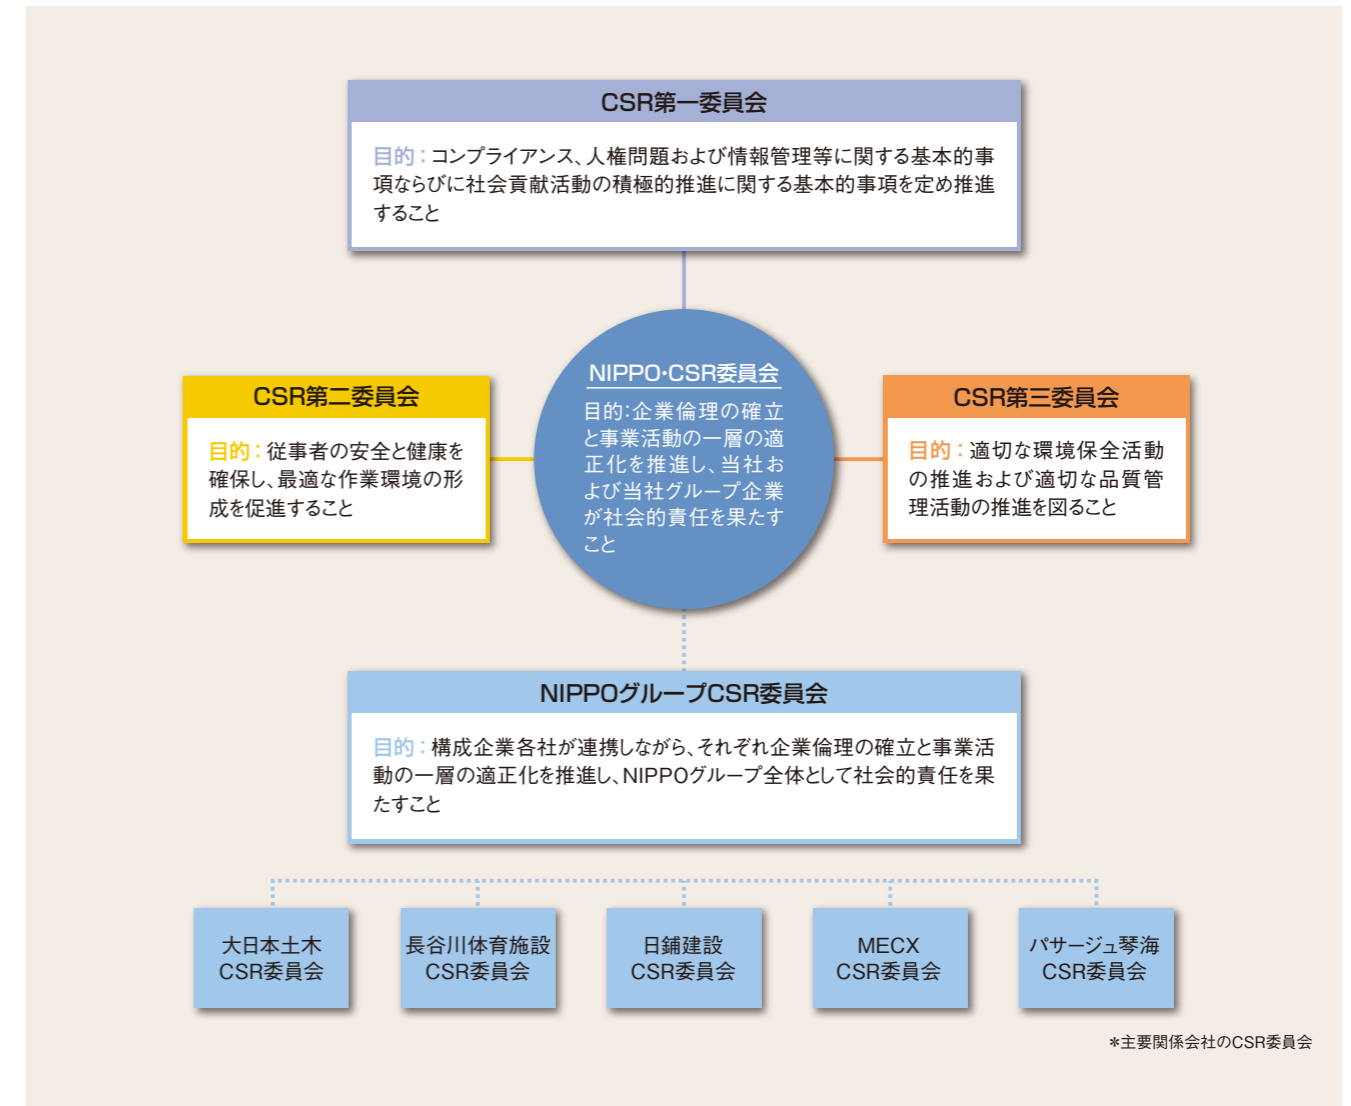 CSR第一委員会
目的：コンプライアンス、人権問題および情報管理等に関する基本的事
項ならびに社会貢献活動の積極的推進に関する基本的事項を定め推進
すること
NIPPO・CSR委員会
目的：企業倫理の確立
と事業活動の一層の適
正化を推進し、当社お
よび当社グループ企業
が社会的責任を果たす
こと
CSR第二委員会
目的：従事者の安全と健康を
確保し、最適な作業環境の形
成を促進すること
CSR第三委員会
目的：適切な環境保全活動
の推進および適切な品質管
理活動の推進を図ること
NIPPOグループCSR委員会
目的：構成企業各社が連携しながら、それぞれ企業倫理の確立と事業活
動の一層の適正化を推進し、NIPPOグループ全体として社会的責任を果
たすこと
大日本土木
CSR委員会
長谷川体育施設
CSR委員会
日鋪建設
CSR委員会
MECX
CSR委員会
パサージュ琴海
CSR委員会
＊主要関係会社のCSR委員会